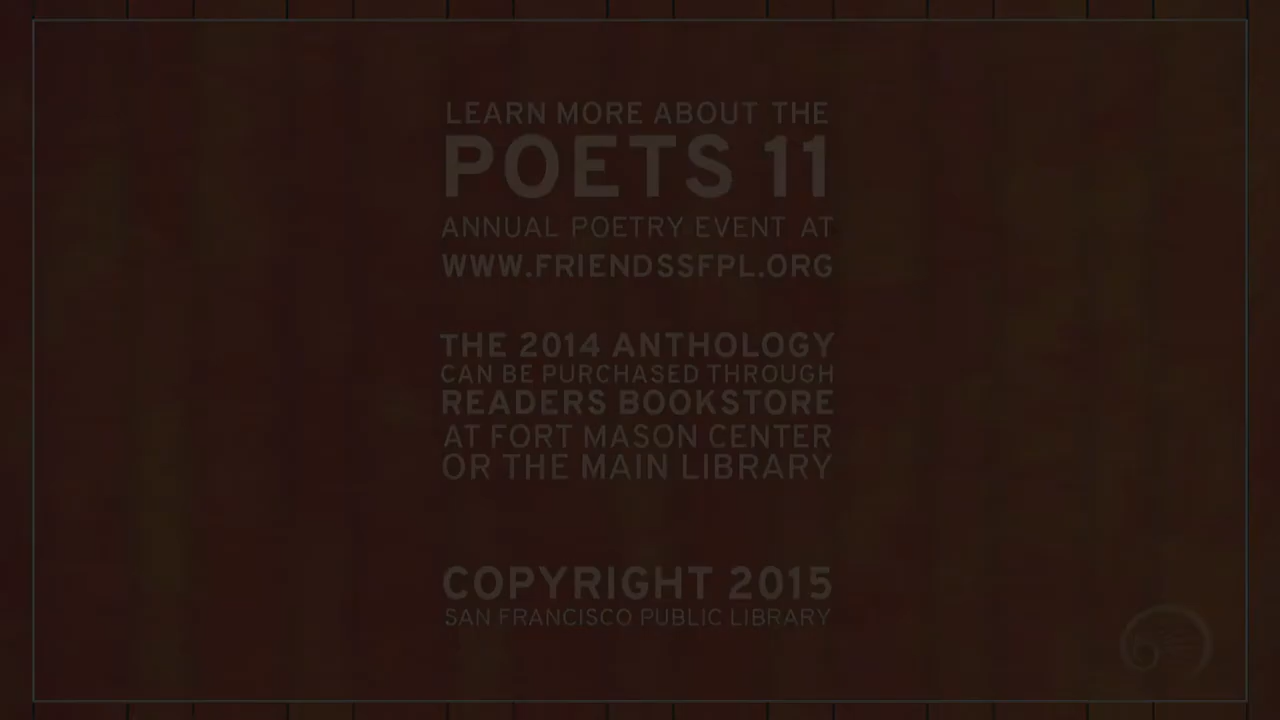 LEARN MORE ABOUT THE
POETS 11
ANNUAL POETRY EVENT AT
WWW.FRIENDSSFPL.ORG
THE 2014 ANTHOLOGY
CAN BE PURCHASED THROUGH
READERS BOOKSTORE
AT FORT MASON CENTER
OR THE MAIN LIBRARY
COPYRIGHT 2015
SAN FRANCISCO PUBLIC LIBRARY